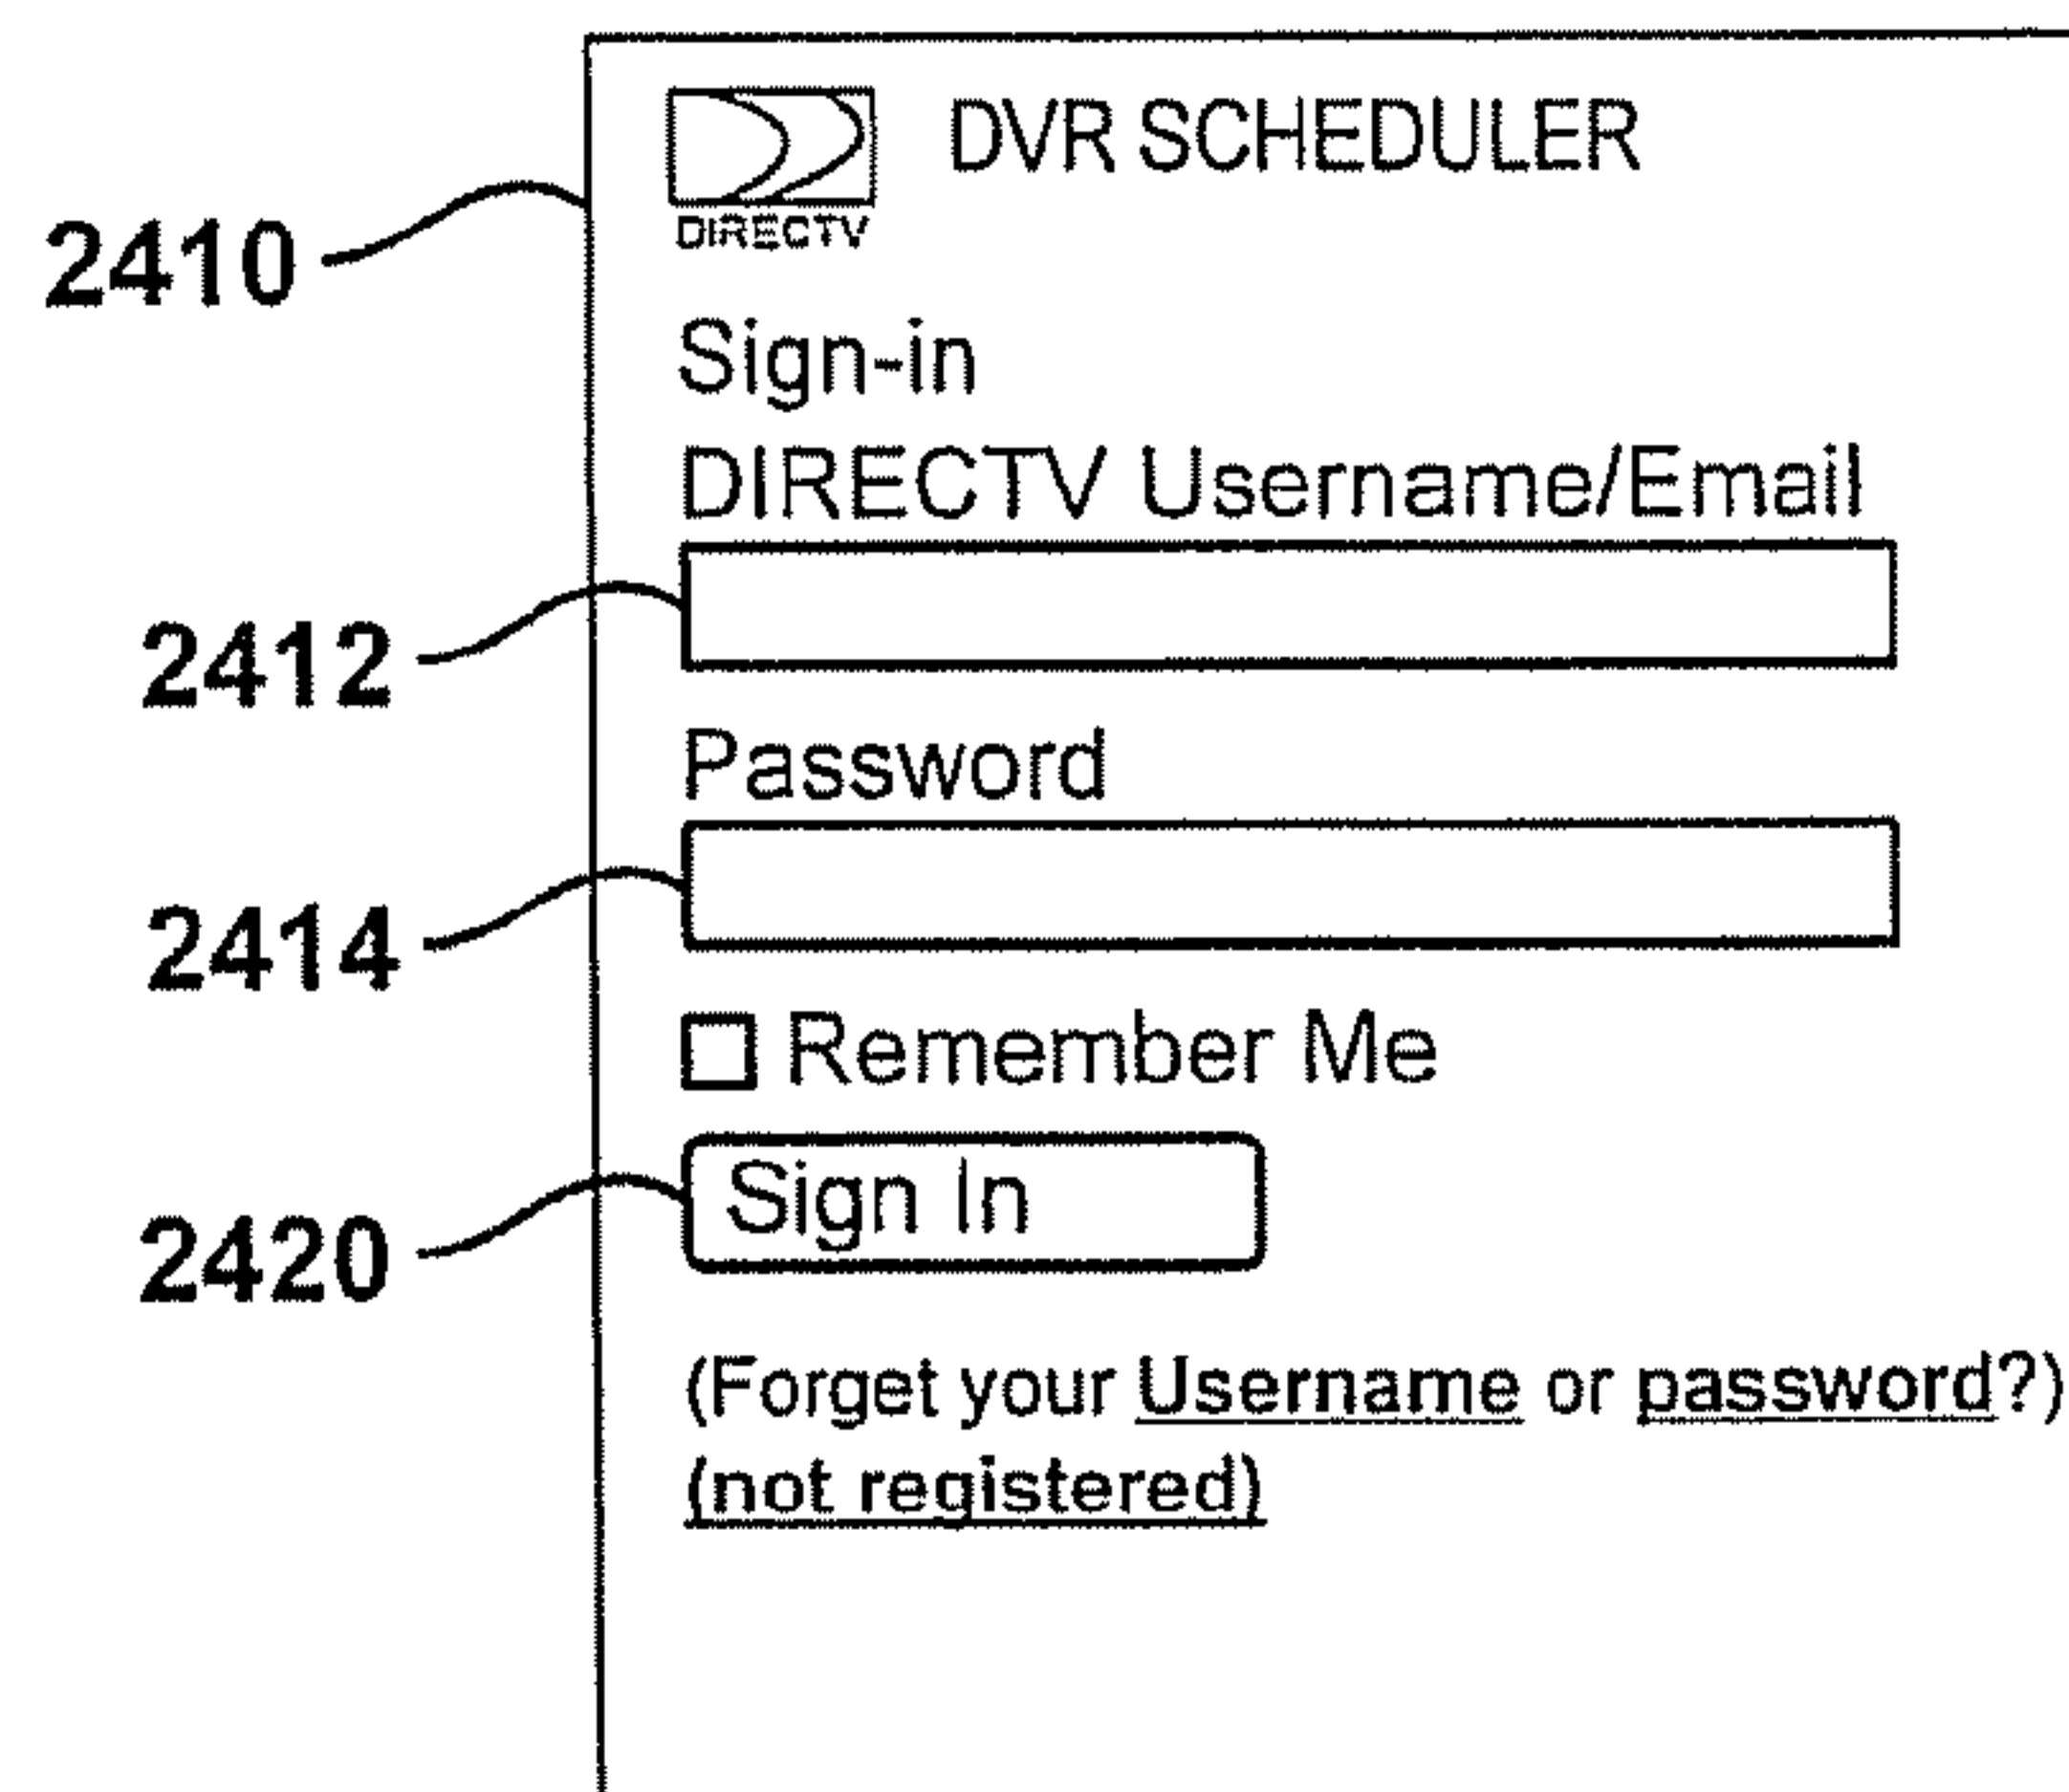 DVR SCHEDULER
DIRECTV
2410
Sign-in
DIRECTV Username/Email
2412
Password
2414
Remember Me
Sign In
2420
(Forget your Username or password?)
(not registered)